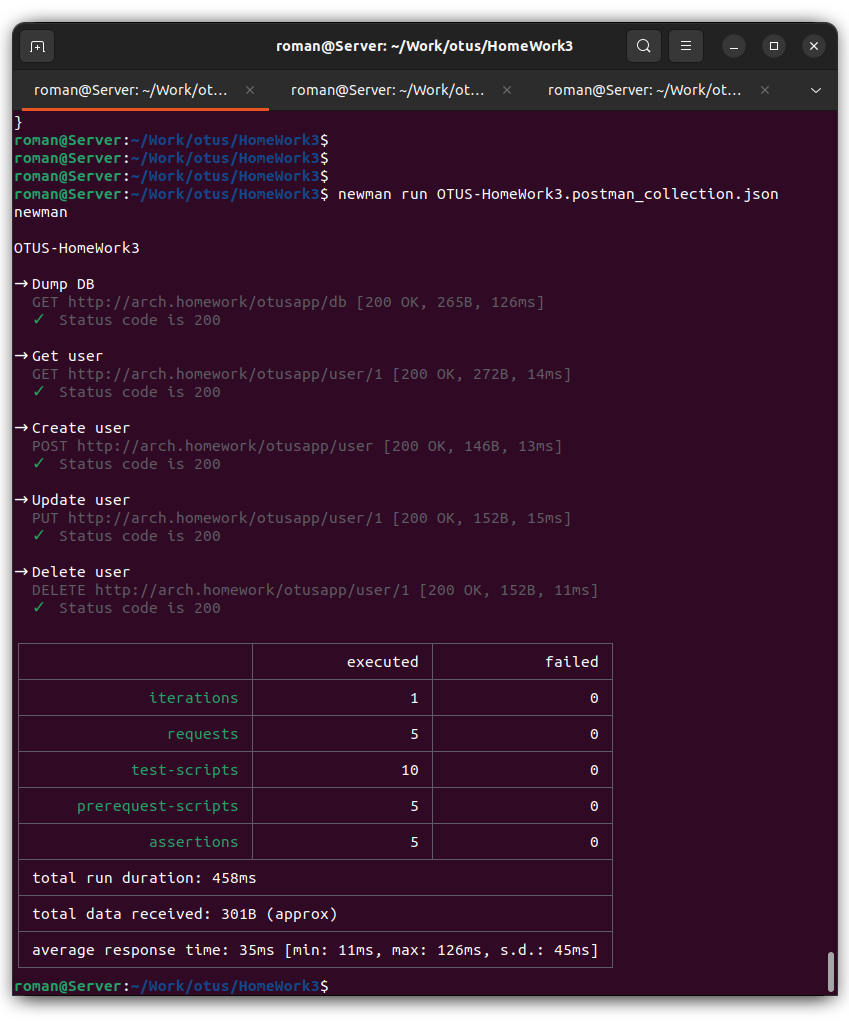 roman@Server: ~/Work/otus/HomeWork3
roman@Server: ~/Work/ot... × roman@Server: ~/Work/ot... × roman@Server: ~/Work/ot... ×
}
roman@Server:~/Work/otus/HomeWork3$
roman@Server:~/Work/otus/HomeWork3$
roman@Server:~/Work/otus/HomeWork3$
roman@Server:~/Work/otus/HomeWork3$ newman run OTUS-HomeWork3.postman_collection.json
newman
OTUS-HomeWork3
→ Dump DB
GET http://arch.homework/otusapp/db [200 OK, 265B, 126ms]
✓ Status code is 200
→ Get user
GET http://arch.homework/otusapp/user/1 [200 OK, 272B, 14ms]
✓ Status code is 200
→ Create user
POST http://arch.homework/otusapp/user [200 OK, 146B, 13ms]
✓ Status code is 200
→ Update user
PUT http://arch.homework/otusapp/user/1 [200 OK, 152B, 15ms]
✓ Status code is 200
→ Delete user
DELETE http://arch.homework/otusapp/user/1 [200 OK, 152B, 11ms]
✓ Status code is 200
executed failed
iterations 1 0
requests 5 0
test-scripts 10 0
prerequest-scripts 5 0
assertions 5 0
total run duration: 458ms
total data received: 301B (approx)
average response time: 35ms [min: 11ms, max: 126ms, s.d.: 45ms]
roman@Server:~/Work/otus/HomeWork3$